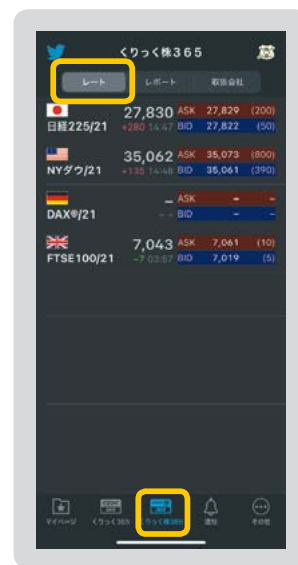 くりっく株365
レート レポート 取扱会社
27,830 ASK 27,829 (200)
日経225/21 +280 14:47 BID 27,822 (50)
35,062 ASK 35,073 (800)
NYダウ/21 +135 14:48 BID 35,061 (390)
– ASK – –
DAX®/21 – – BID – –
7,043 ASK 7,061 (10)
FTSE100/21 -7 03:57 BID 7,019 (5)
マイページ くりっく365 くりっく株365 通知 その他